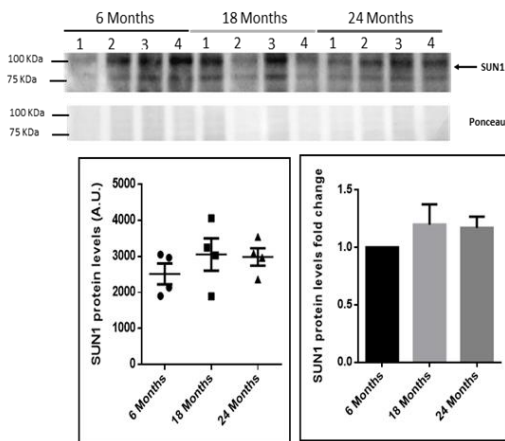 6 Months 18 Months 24 Months
1 2 3 4 1 2 3 4 1 2 3 4
100 KDa
75 KDa
SUN1
100 KDa
75 KDa
Ponceau
SUN1 protein levels (A.U.)
5000
4000
3000
2000
1000
0
6 Months
18 Months
24 Months
SUN1 protein levels fold change
1.5
1.0
0.5
0.0
6 Months
18 Months
24 Months